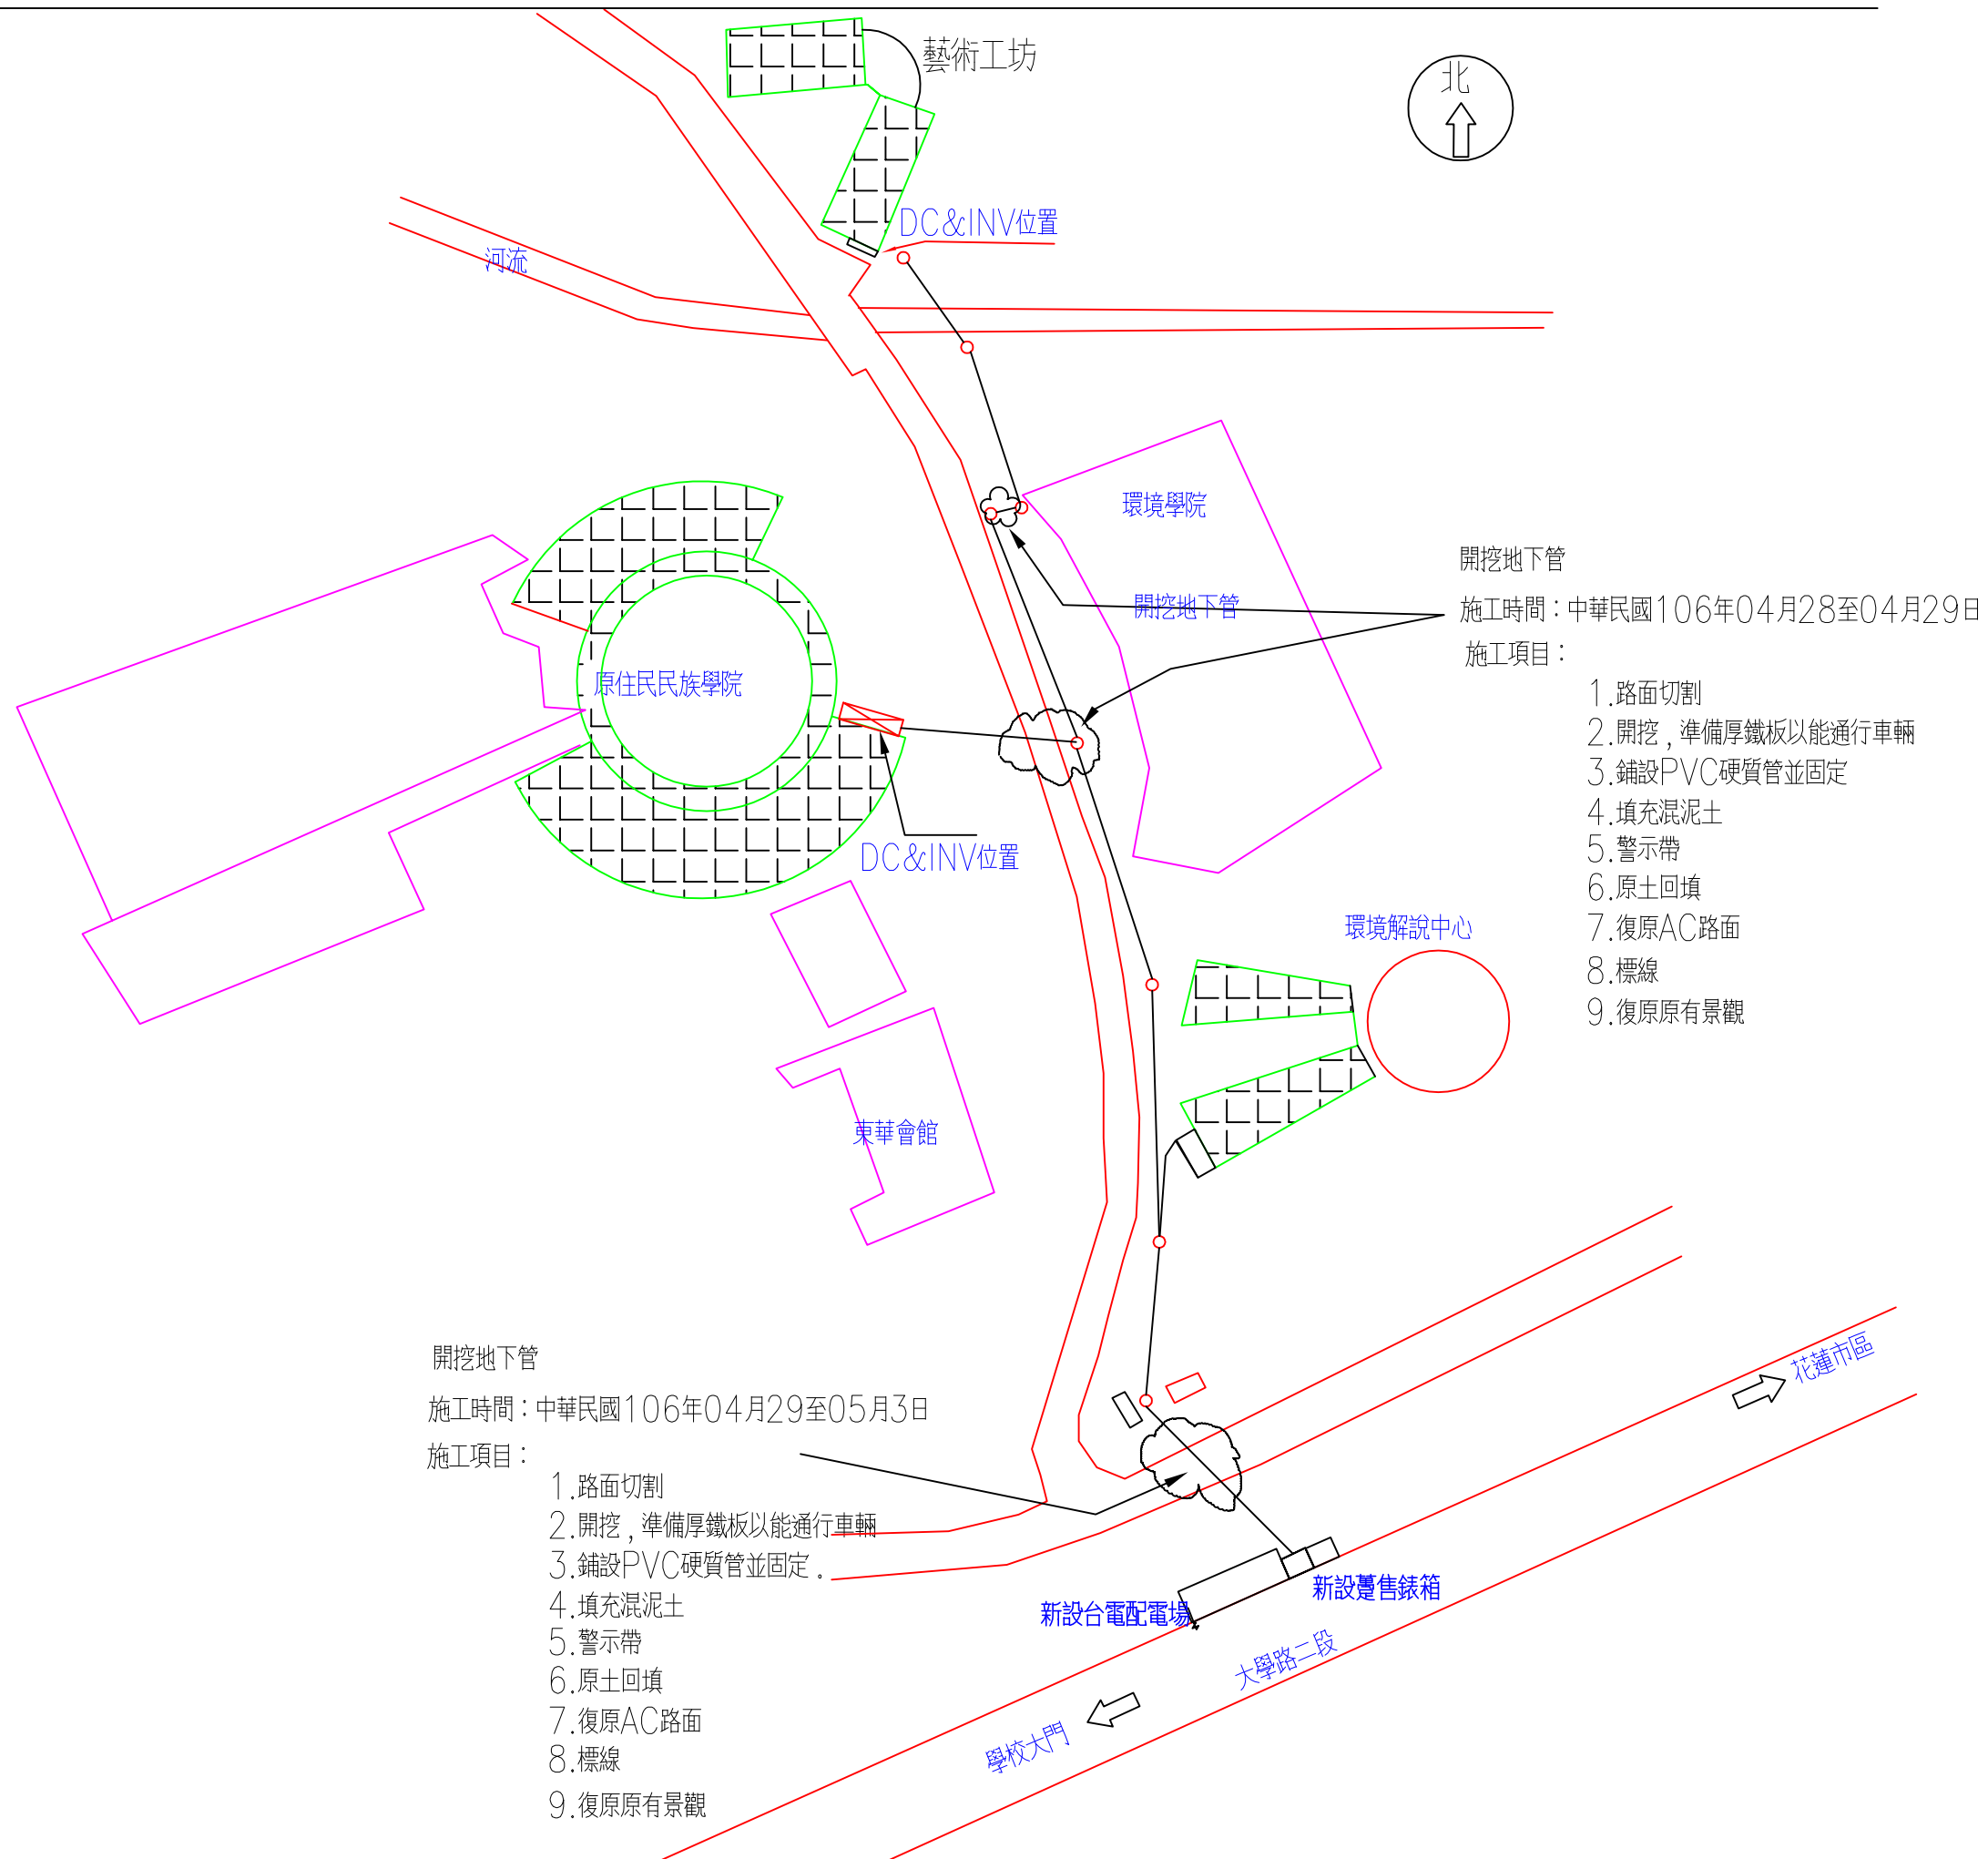 藝術工坊
北
DC&INV位置
河流
環境學院
開挖地下管
開挖地下管
施工時間：中華民國106年04月28至04月29日
施工項目：
1.路面切割
2.開挖，準備厚鐵板以能通行車輛
3.鋪設PVC硬質管並固定
4.填充混泥土
5.警示帶
6.原土回填
7.復原AC路面
8.標線
9.復原原有景觀
原住民民族學院
DC&INV位置
環境解說中心
東華會館
開挖地下管
施工時間：中華民國106年04月29至05月3日
施工項目：
1.路面切割
2.開挖，準備厚鐵板以能通行車輛
3.鋪設PVC硬質管並固定。
4.填充混泥土
5.警示帶
6.原土回填
7.復原AC路面
8.標線
9.復原原有景觀
花蓮市區
新設躉售錶箱
新設台電配電場
大學路二段
學校大門